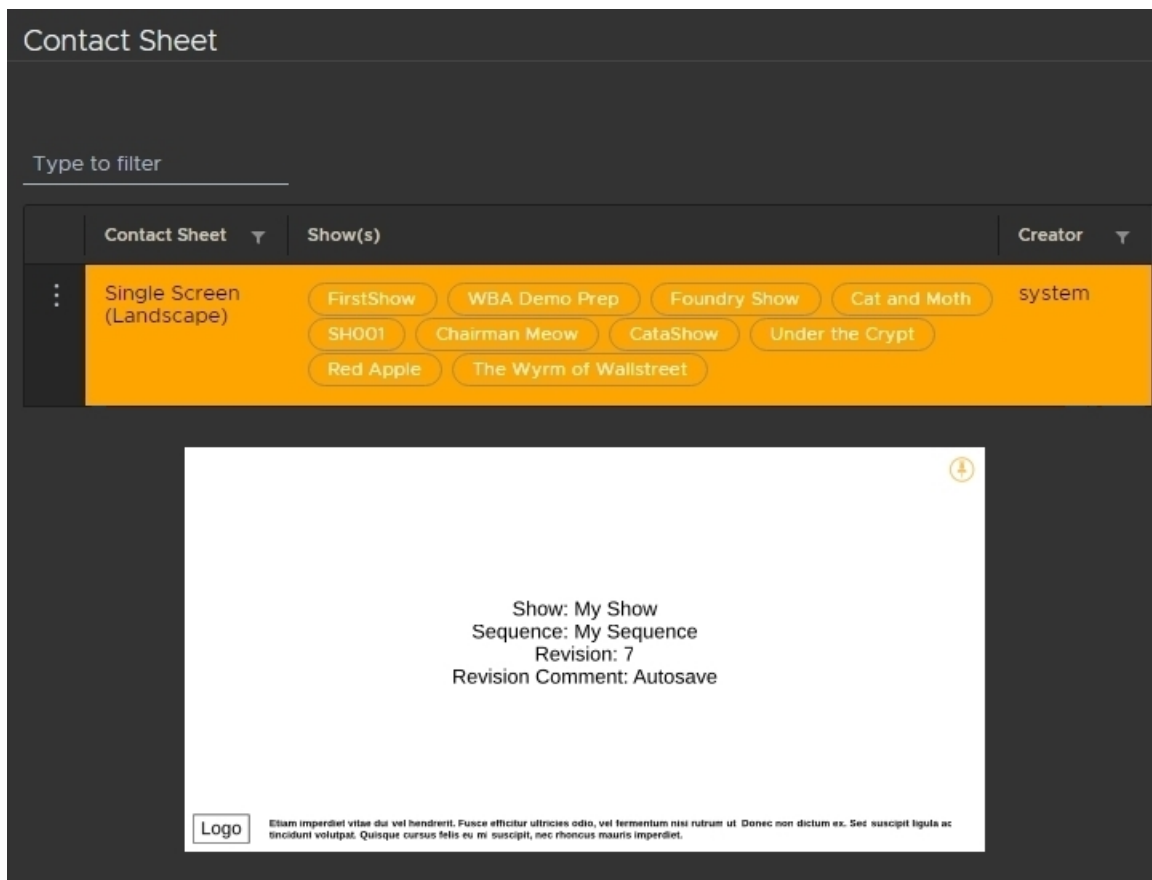 Contact Sheet
Type to filter
Contact Sheet Show(s) Creator
Single Screen (Landscape)
FirstShow WBA Demo Prep Foundry Show Cat and Moth
SH001 Chairman Meow CataShow Under the Crypt
Red Apple The Wyrm of Wallstreet
system
Show: My Show
Sequence: My Sequence
Revision: 7
Revision Comment: Autosave
Logo
Etiam imperdiet vitae dui vel hendrerit. Fusce efficitur ultricies odio, vel fermentum nisi rutrum ut. Donec non dictum ex. Sed suscipit ligula ac
tincidunt volutpat. Quisque cursus felis eu mi suscipit, nec rhoncus mauris imperdiet.